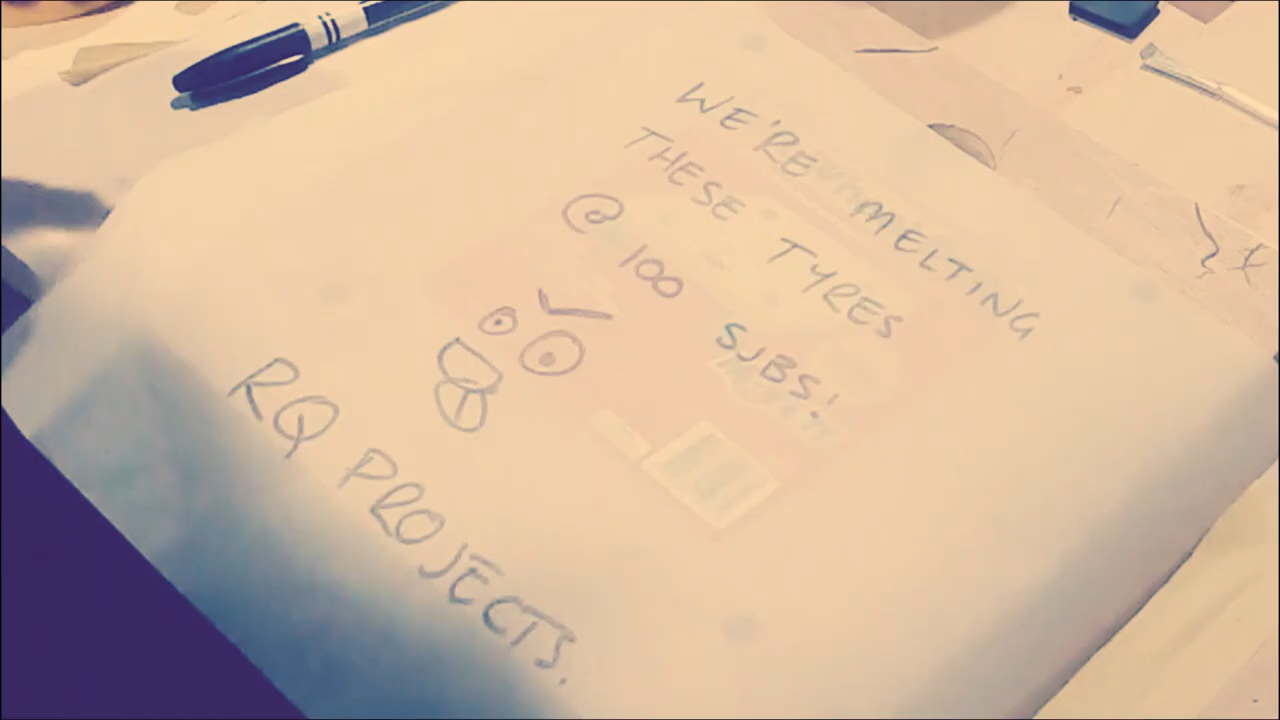 WE'RE MELTING
THESE TYRES
@ 100 SUBS!
RQ PROJECTS.